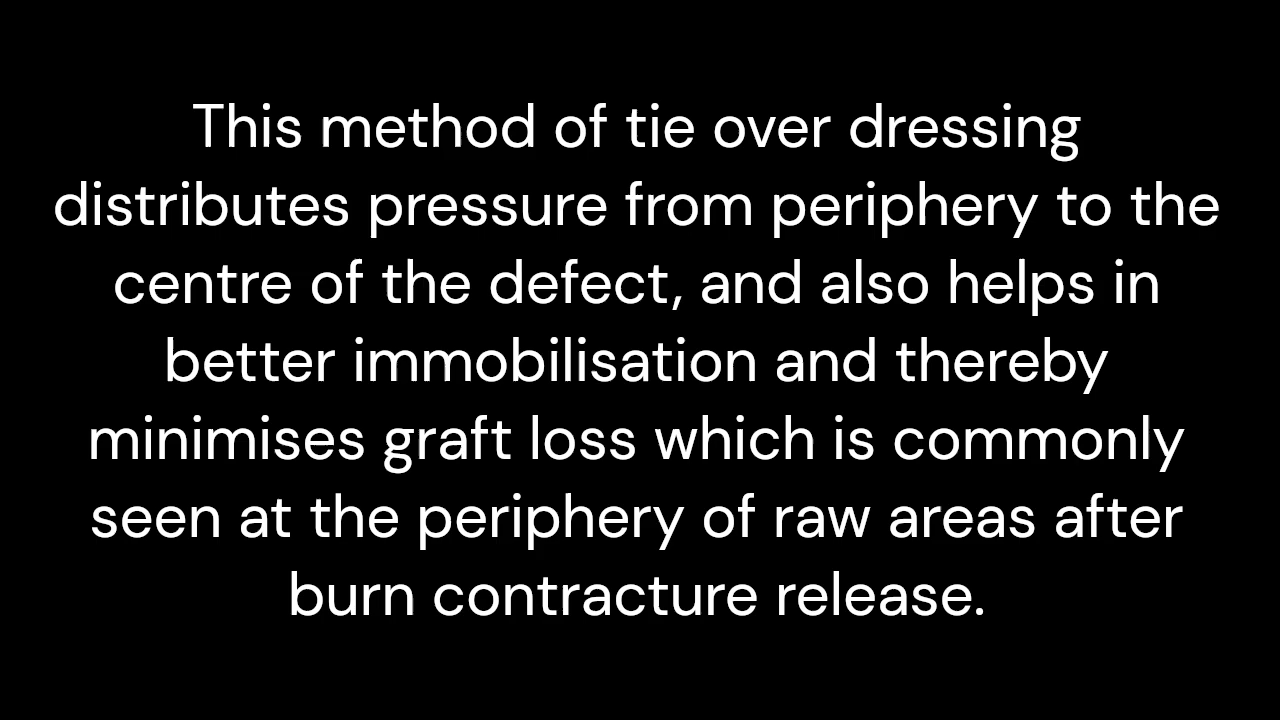 This method of tie over dressing
distributes pressure from periphery to the
centre of the defect, and also helps in
better immobilisation and thereby
minimises graft loss which is commonly
seen at the periphery of raw areas after
burn contracture release.